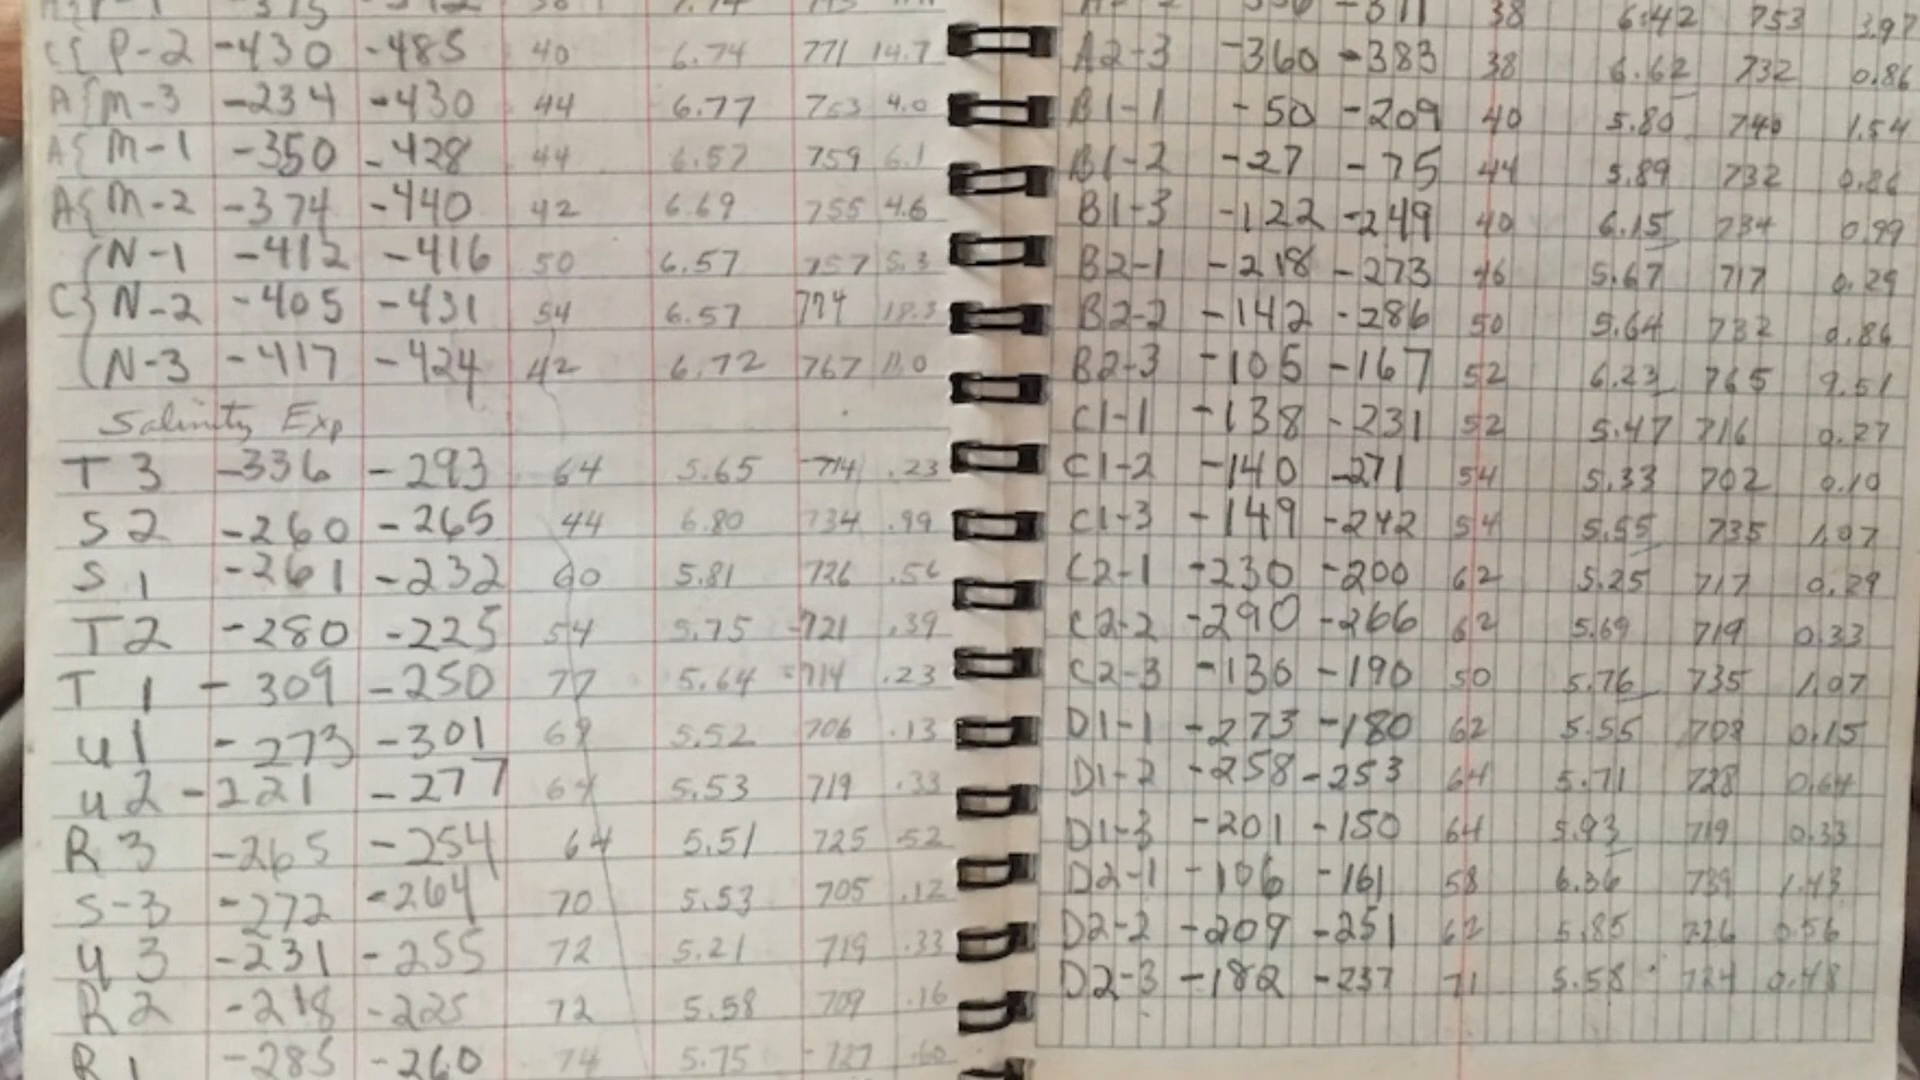 C{ P-2 -430 -485 40 6.74 771 14.7
A{ M-3 -234 -430 44 6.77 753 4.0
A{ M-1 -350 -428 44 6.57 759 6.1
A{ M-2 -374 -440 42 6.69 755 4.6
N-1 -412 -416 50 6.57 757 5.3
C{ N-2 -405 -431 54 6.57 774 18.3
N-3 -417 -424 42 6.72 767 11.0
Salinity Exp
T3 -336 -293 64 5.65 714 .23
S2 -260 -265 44 6.80 734 .99
S1 -261 -232 60 5.81 726 .56
T2 -280 -225 54 5.75 721 .39
T1 -309 -250 77 5.64 714 .23
U1 -273 -301 5.52 706 .13
U2 -221 -277 64 5.53 719 .33
R3 -265 -254 64 5.51 725 .52
S-3 -272 -264 70 5.53 705 .12
U3 -231 -255 72 5.21 719 .33
R2 -218 -225 72 5.58 709 .16
R1 -285 -260 74 5.75 727 .60
38 6.42 753 3.97
A2-3 -360 -383 38 6.62 732 0.86
B1-1 -50 -209 40 5.80 740 1.54
B1-2 -27 -75 44 5.89 732 0.86
B1-3 -122 -249 40 6.15 734 0.99
B2-1 -218 -273 46 5.67 717 0.29
B2-2 -142 -286 50 5.64 732 0.86
B2-3 -105 -167 52 6.23 765 9.51
C1-1 -138 -231 52 5.47 716 0.27
C1-2 -140 -271 54 5.33 702 0.10
C1-3 -149 -242 54 5.55 735 1.07
C2-1 -230 -200 62 5.25 717 0.29
C2-2 -290 -266 62 5.69 719 0.33
C2-3 -136 -190 50 5.76 735 1.07
D1-1 -273 -180 62 5.55 708 0.15
D1-2 -258 -253 64 5.71 728 0.64
D1-3 -201 -150 64 5.93 719 0.33
D2-1 -106 -161 58 6.36 739 1.43
D2-2 -209 -251 62 5.85 726 0.56
D2-3 -182 -237 71 5.58 724 0.48